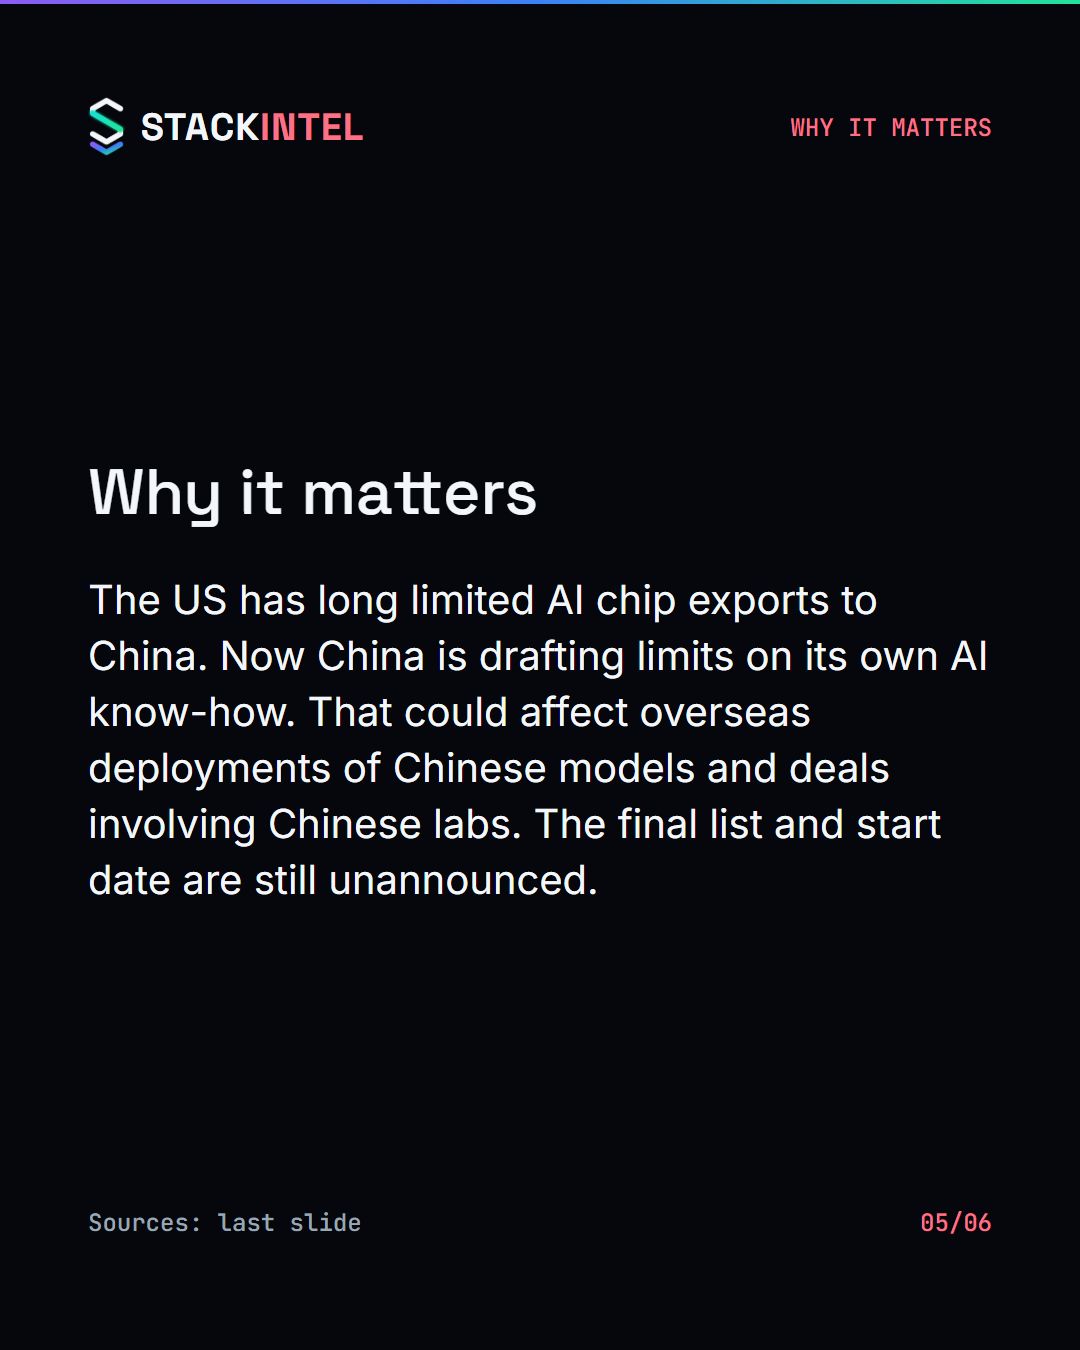 STACKINTEL
WHY IT MATTERS
Why it matters
The US has long limited AI chip exports to
China. Now China is drafting limits on its own AI
know-how. That could affect overseas
deployments of Chinese models and deals
involving Chinese labs. The final list and start
date are still unannounced.
Sources: last slide
05/06